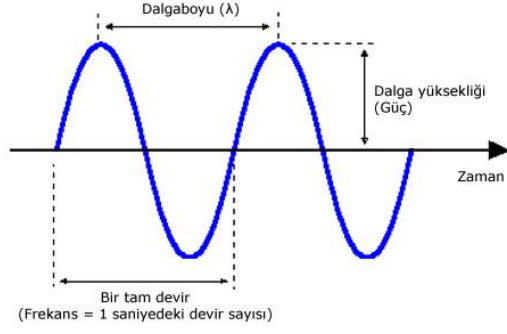 Dalgaboyu (λ)
Dalga yüksekliği
(Güç)
Zaman
Bir tam devir
(Frekans = 1 saniyedeki devir sayısı)